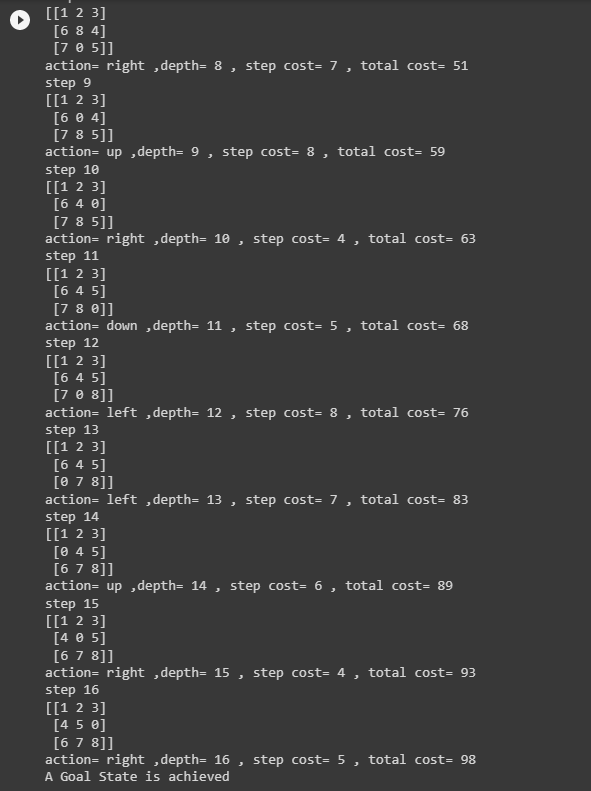 [[1 2 3]
[6 8 4]
[7 0 5]]
action= right ,depth= 8 , step cost= 7 , total cost= 51
step 9
[[1 2 3]
[6 0 4]
[7 8 5]]
action= up ,depth= 9 , step cost= 8 , total cost= 59
step 10
[[1 2 3]
[6 4 0]
[7 8 5]]
action= right ,depth= 10 , step cost= 4 , total cost= 63
step 11
[[1 2 3]
[6 4 5]
[7 8 0]]
action= down ,depth= 11 , step cost= 5 , total cost= 68
step 12
[[1 2 3]
[6 4 5]
[7 0 8]]
action= left ,depth= 12 , step cost= 8 , total cost= 76
step 13
[[1 2 3]
[6 4 5]
[0 7 8]]
action= left ,depth= 13 , step cost= 7 , total cost= 83
step 14
[[1 2 3]
[0 4 5]
[6 7 8]]
action= up ,depth= 14 , step cost= 6 , total cost= 89
step 15
[[1 2 3]
[4 0 5]
[6 7 8]]
action= right ,depth= 15 , step cost= 4 , total cost= 93
step 16
[[1 2 3]
[4 5 0]
[6 7 8]]
action= right ,depth= 16 , step cost= 5 , total cost= 98
A Goal State is achieved